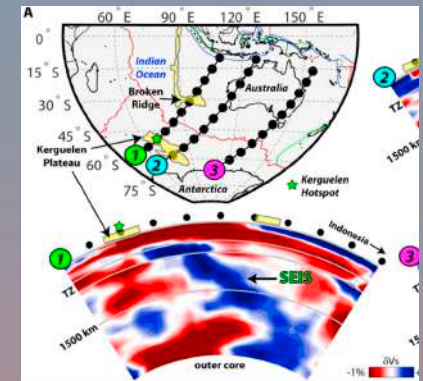 A
60 E
90 E
120 E
150 E
0°
15° S
30° S
45° S
60° S
75° S
Indian
Ocean
Broken
Ridge
Australia
Kerguelen
Plateau
1
2
3
Antarctica
Kerguelen
Hotspot
2
TZ
1500 km
1
Indonesia
3
TZ
SEIS
1500 km
outer core
δVs
-1%